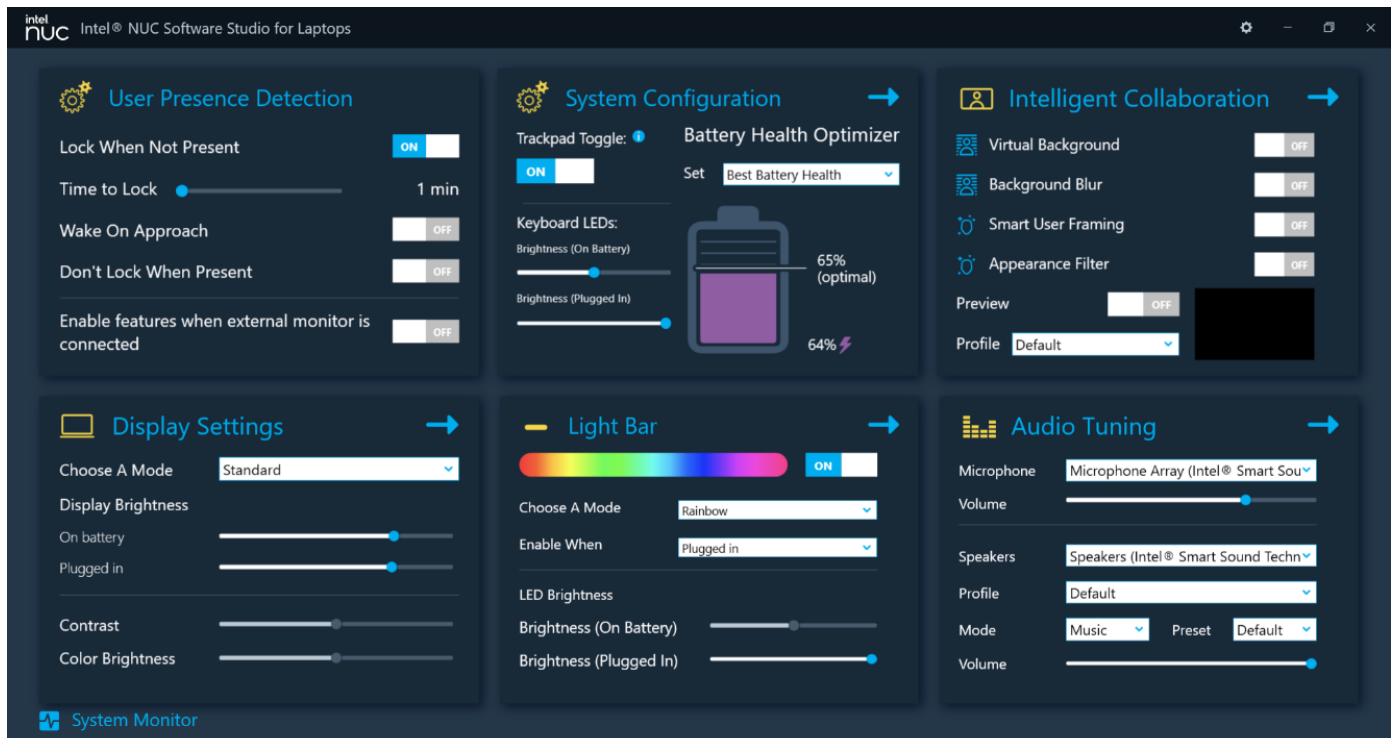 intel
nuc Intel® NUC Software Studio for Laptops
User Presence Detection
Lock When Not Present ON
Time to Lock 1 min
Wake On Approach OFF
Don't Lock When Present OFF
Enable features when external monitor is
connected OFF
System Configuration
Trackpad Toggle:
ON
Battery Health Optimizer
Set Best Battery Health
Keyboard LEDs:
Brightness (On Battery)
Brightness (Plugged In)
65%
(optimal)
64%
Intelligent Collaboration
Virtual Background OFF
Background Blur OFF
Smart User Framing OFF
Appearance Filter OFF
Preview OFF
Profile Default
Display Settings
Choose A Mode Standard
Display Brightness
On battery
Plugged in
Contrast
Color Brightness
Light Bar
ON
Choose A Mode Rainbow
Enable When Plugged in
LED Brightness
Brightness (On Battery)
Brightness (Plugged In)
Audio Tuning
Microphone Microphone Array (Intel® Smart Sou
Volume
Speakers Speakers (Intel® Smart Sound Techn
Profile Default
Mode Music Preset Default
Volume
System Monitor